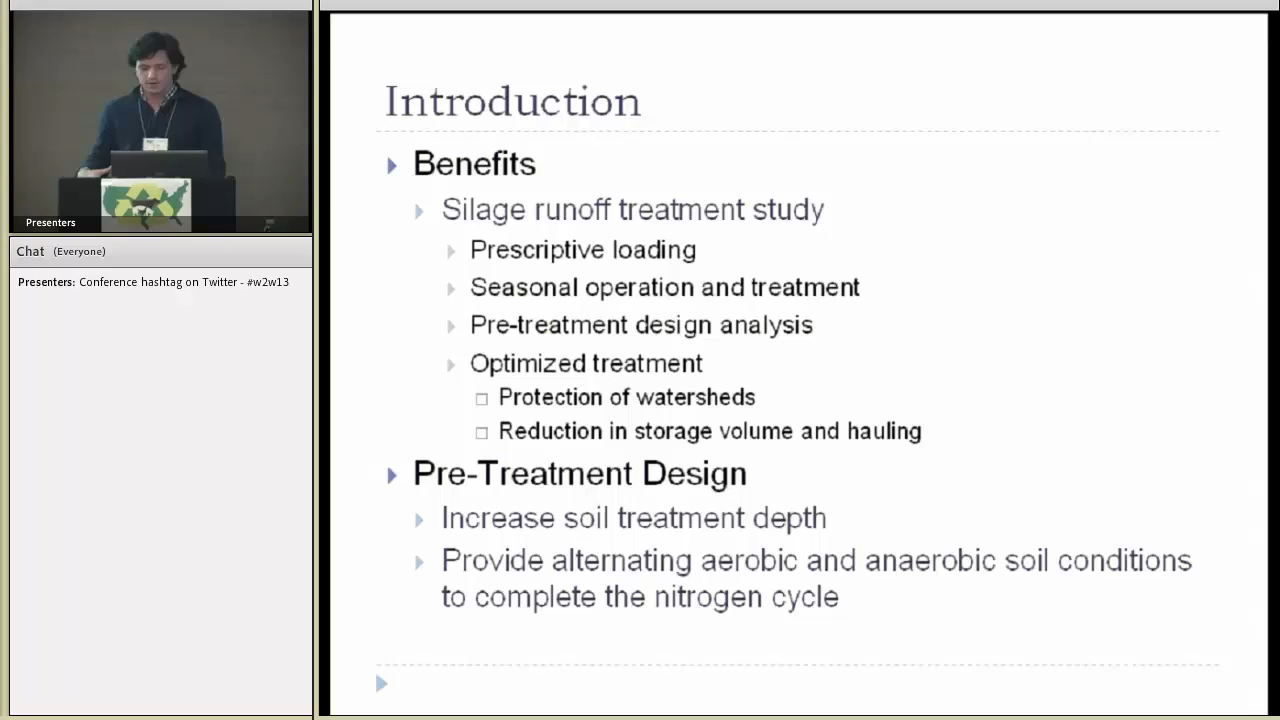 Presenters
Chat (Everyone)
Presenters: Conference hashtag on Twitter - #w2w13
Introduction
Benefits
Silage runoff treatment study
Prescriptive loading
Seasonal operation and treatment
Pre-treatment design analysis
Optimized treatment
Protection of watersheds
Reduction in storage volume and hauling
Pre-Treatment Design
Increase soil treatment depth
Provide alternating aerobic and anaerobic soil conditions
to complete the nitrogen cycle